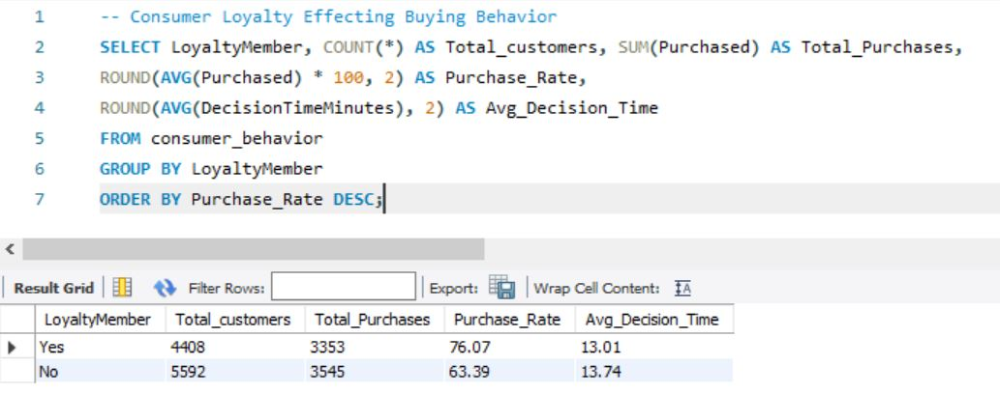 1 -- Consumer Loyalty Effecting Buying Behavior
2 SELECT LoyaltyMember, COUNT(*) AS Total_customers, SUM(Purchased) AS Total_Purchases,
3 ROUND(AVG(Purchased) * 100, 2) AS Purchase_Rate,
4 ROUND(AVG(DecisionTimeMinutes), 2) AS Avg_Decision_Time
5 FROM consumer_behavior
6 GROUP BY LoyaltyMember
7 ORDER BY Purchase_Rate DESC;
Result Grid Filter Rows: Export: Wrap Cell Content: IA
LoyaltyMember Total_customers Total_Purchases Purchase_Rate Avg_Decision_Time
Yes 4408 3353 76.07 13.01
No 5592 3545 63.39 13.74